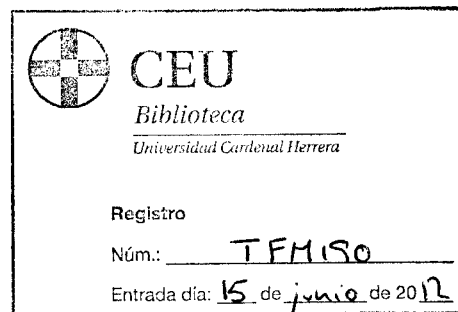 CEU
Biblioteca
Universidad Cardenal Herrera
Registro
Núm.: TFM190
Entrada día: 15 de junio de 2012